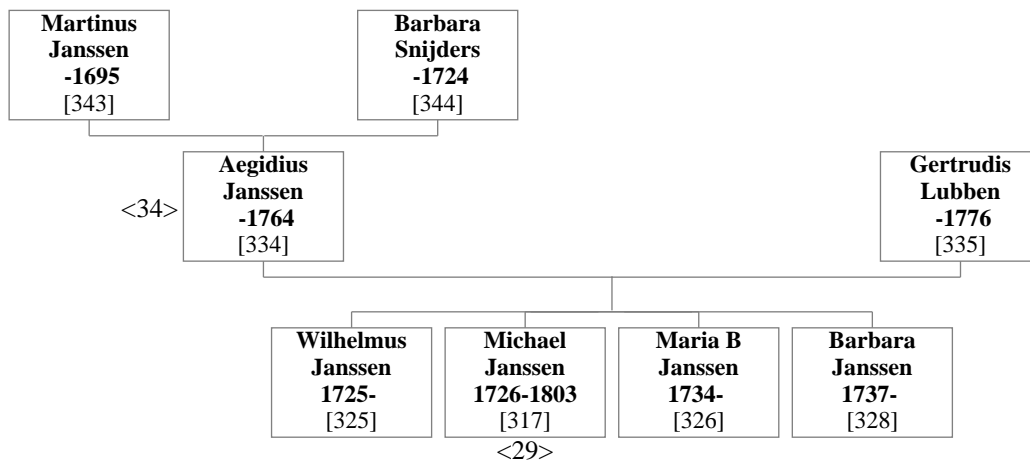 Martinus
Janssen
-1695
[343]
Barbara
Snijders
-1724
[344]
<34>
Aegidius
Janssen
-1764
[334]
Gertrudis
Lubben
-1776
[335]
Wilhelmus
Janssen
1725-
[325]
Michael
Janssen
1726-1803
[317]
<29>
Maria B
Janssen
1734-
[326]
Barbara
Janssen
1737-
[328]